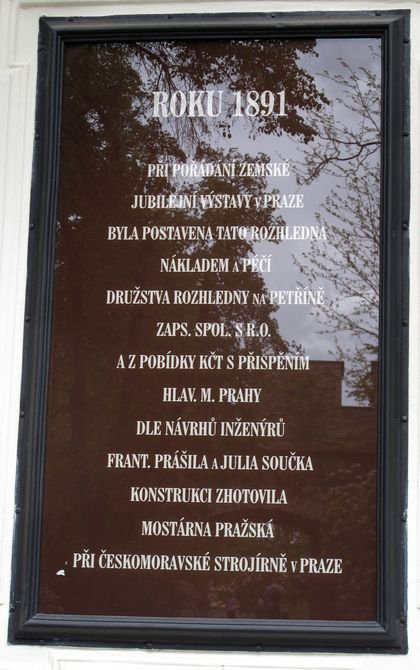 ROKU 1891
PŘI POŘÁDÁNÍ ZEMSKÉ
JUBILEJNÍ VÝSTAVY V PRAZE
BYLA POSTAVENA TATO ROZHLEDNA
NÁKLADEM A PÉČÍ
DRUŽSTVA ROZHLEDNY NA PETŘÍNĚ
ZAPS. SPOL. S R.O.
A Z POBÍDKY KČT S PŘISPĚNÍM
HLAV. M. PRAHY
DLE NÁVRHŮ INŽENÝRŮ
FRANT. PRÁŠILA A JULIA SOUČKA
KONSTRUKCI ZHOTOVILA
MOSTÁRNA PRAŽSKÁ
PŘI ČESKOMORAVSKÉ STROJÍRNĚ V PRAZE